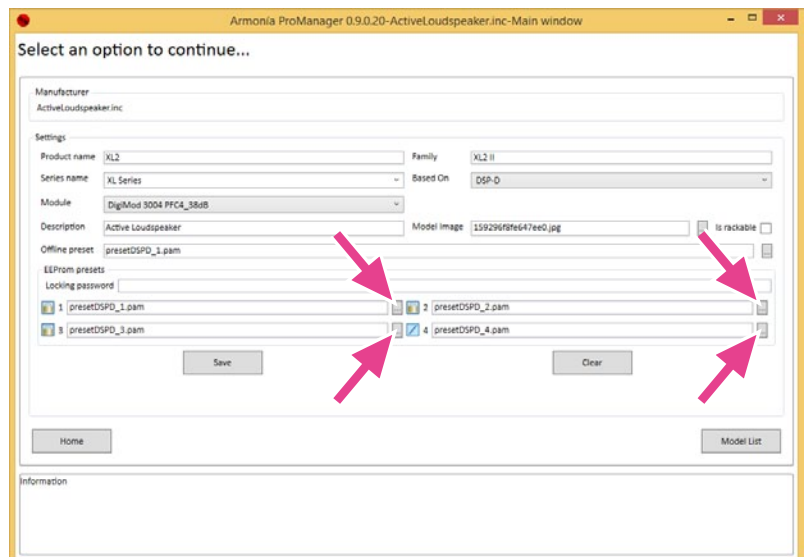 Armonía ProManager 0.9.0.20-ActiveLoudspeaker.inc-Main window
Select an option to continue...
Manufacturer
ActiveLoudspeaker.inc
Settings
Product name XL2 Family XL2 II
Series name XL Series Based On DSP-D
Module DigiMod 3004 PFC4_38dB
Description Active Loudspeaker Model Image 159296f8fe647ee0.jpg ... Is rackable
Offline preset presetDSPD_1.pam ...
EEProm presets
Locking password
1 presetDSPD_1.pam ... 2 presetDSPD_2.pam ...
3 presetDSPD_3.pam ... 4 presetDSPD_4.pam ...
Save Clear
Home Model List
Information